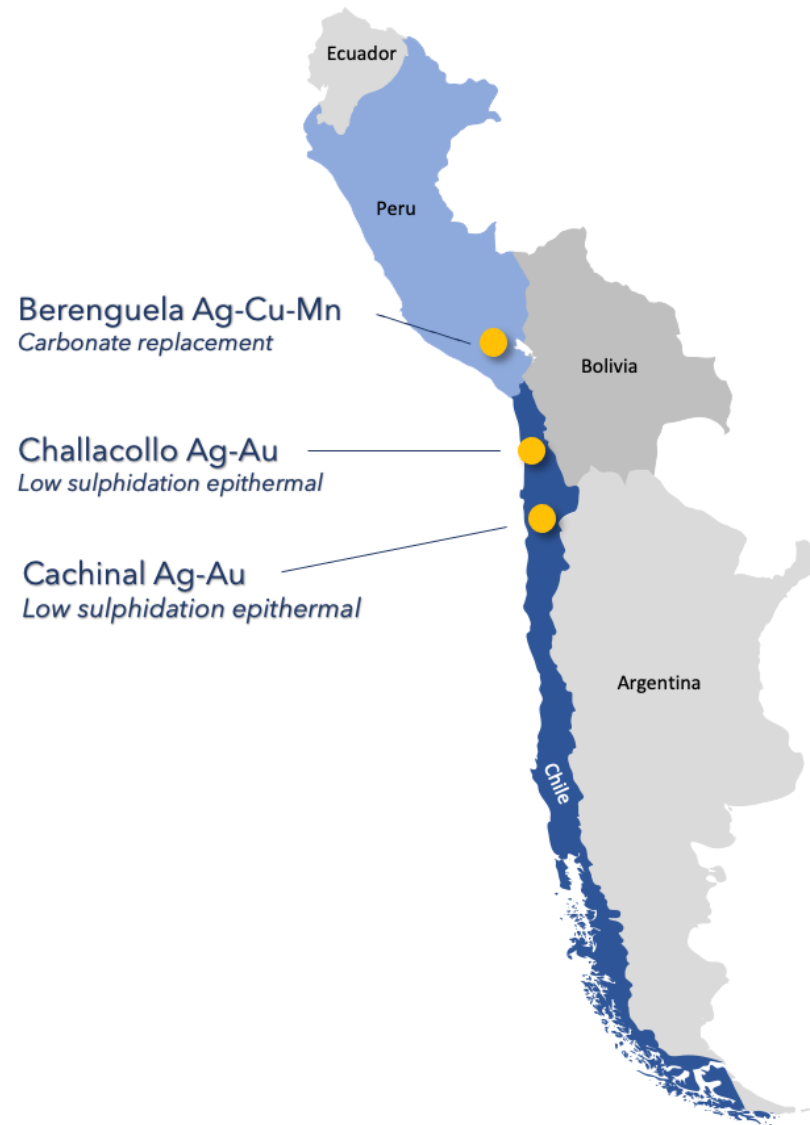 Ecuador
Peru
Berenguela Ag-Cu-Mn
Carbonate replacement
Bolivia
Challacollo Ag-Au
Low sulphidation epithermal
Cachinal Ag-Au
Low sulphidation epithermal
Argentina
Chile